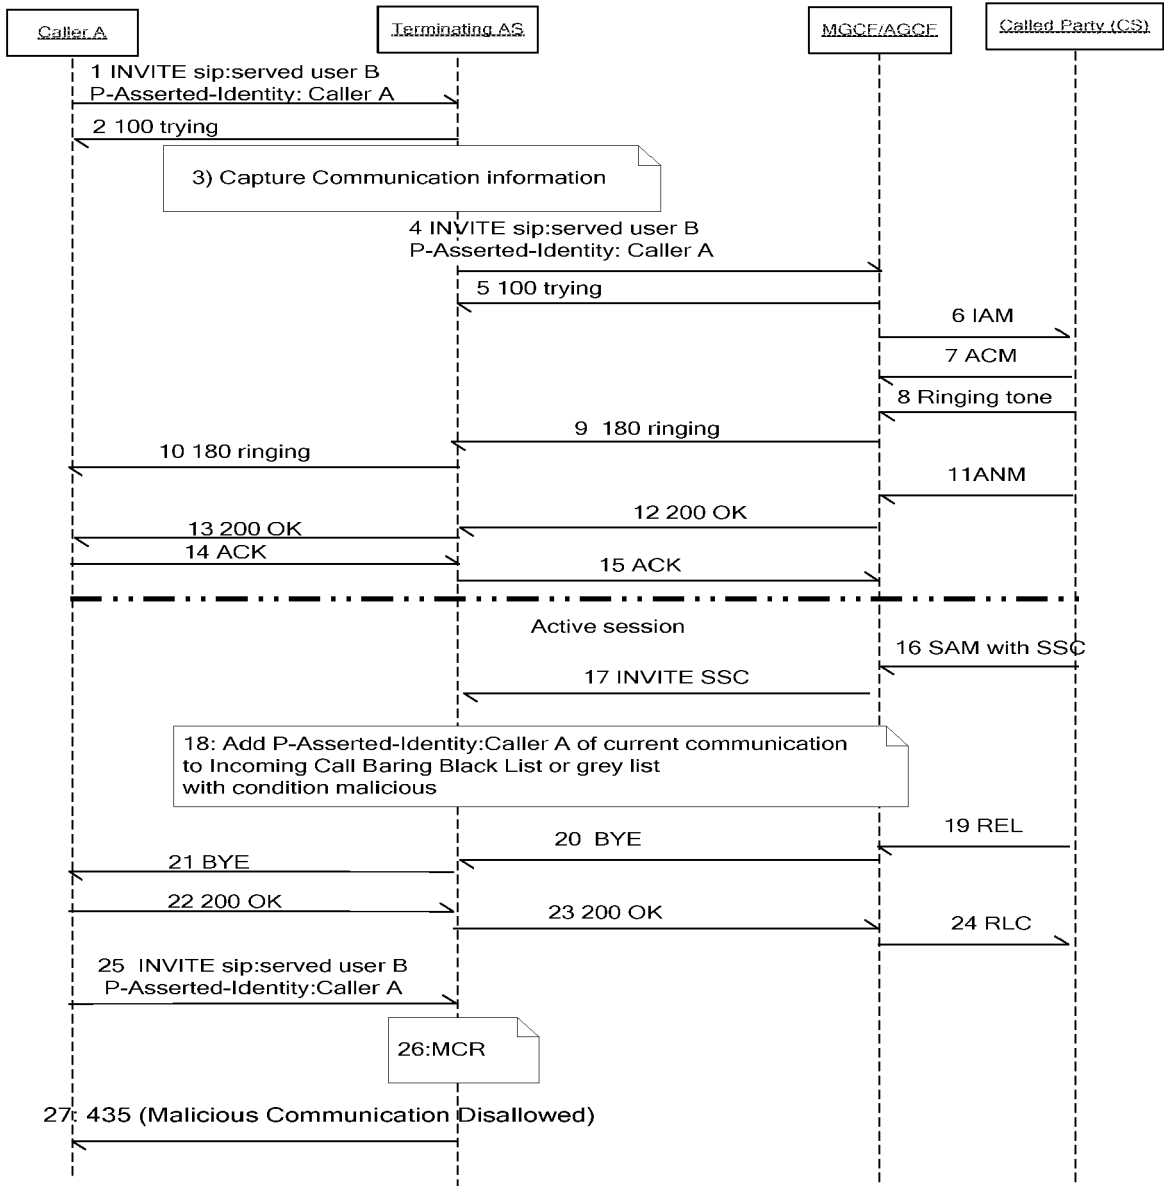 Caller A
Terminating AS
MGCF/AGCF
Called Party (CS)
1 INVITE sip:served user B
P-Asserted-Identity: Caller A
2 100 trying
3) Capture Communication information
4 INVITE sip:served user B
P-Asserted-Identity: Caller A
5 100 trying
6 IAM
7 ACM
8 Ringing tone
9 180 ringing
10 180 ringing
11ANM
12 200 OK
13 200 OK
14 ACK
15 ACK
Active session
16 SAM with SSC
17 INVITE SSC
18: Add P-Asserted-Identity:Caller A of current communication
to Incoming Call Baring Black List or grey list
with condition malicious
19 REL
20 BYE
21 BYE
22 200 OK
23 200 OK
24 RLC
25 INVITE sip:served user B
P-Asserted-Identity:Caller A
26:MCR
27: 435 (Malicious Communication Disallowed)